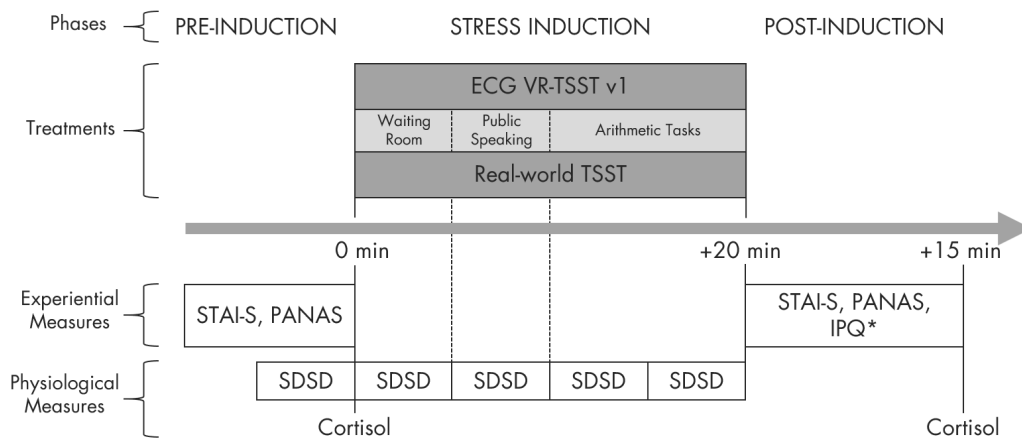 Phases
PRE-INDUCTION
STRESS INDUCTION
POST-INDUCTION
Treatments
ECG VR-TSST v1
Waiting
Room
Public
Speaking
Arithmetic Tasks
Real-world TSST
0 min
+20 min
+15 min
Experiential
Measures
STAI-S, PANAS
STAI-S, PANAS,
IPQ*
Physiological
Measures
SDSD
SDSD
SDSD
SDSD
SDSD
Cortisol
Cortisol